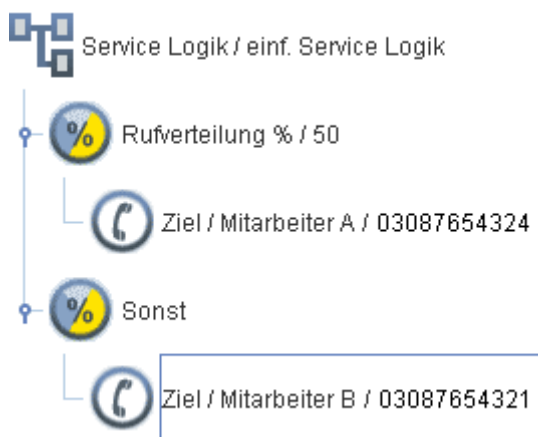 Service Logik / einf. Service Logik
% Rufverteilung % / 50
Ziel / Mitarbeiter A / 03087654324
% Sonst
Ziel / Mitarbeiter B / 03087654321